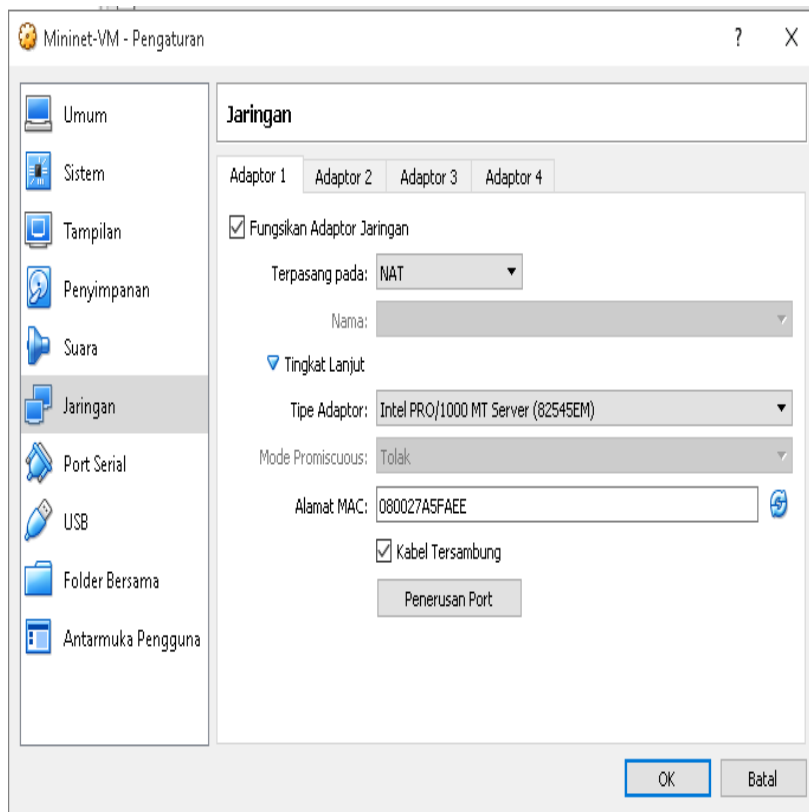 Mininet-VM - Pengaturan ? X
Umum
Sistem
Tampilan
Penyimpanan
Suara
Jaringan
Port Serial
USB
Folder Bersama
Antarmuka Pengguna
Jaringan
Adaptor 1 Adaptor 2 Adaptor 3 Adaptor 4
Fungsikan Adaptor Jaringan
Terpasang pada: NAT
Nama:
Tingkat Lanjut
Tipe Adaptor: Intel PRO/1000 MT Server (82545EM)
Mode Promiscuous: Tolak
Alamat MAC: 080027A5FAEE
Kabel Tersambung
Penerusan Port
OK Batal